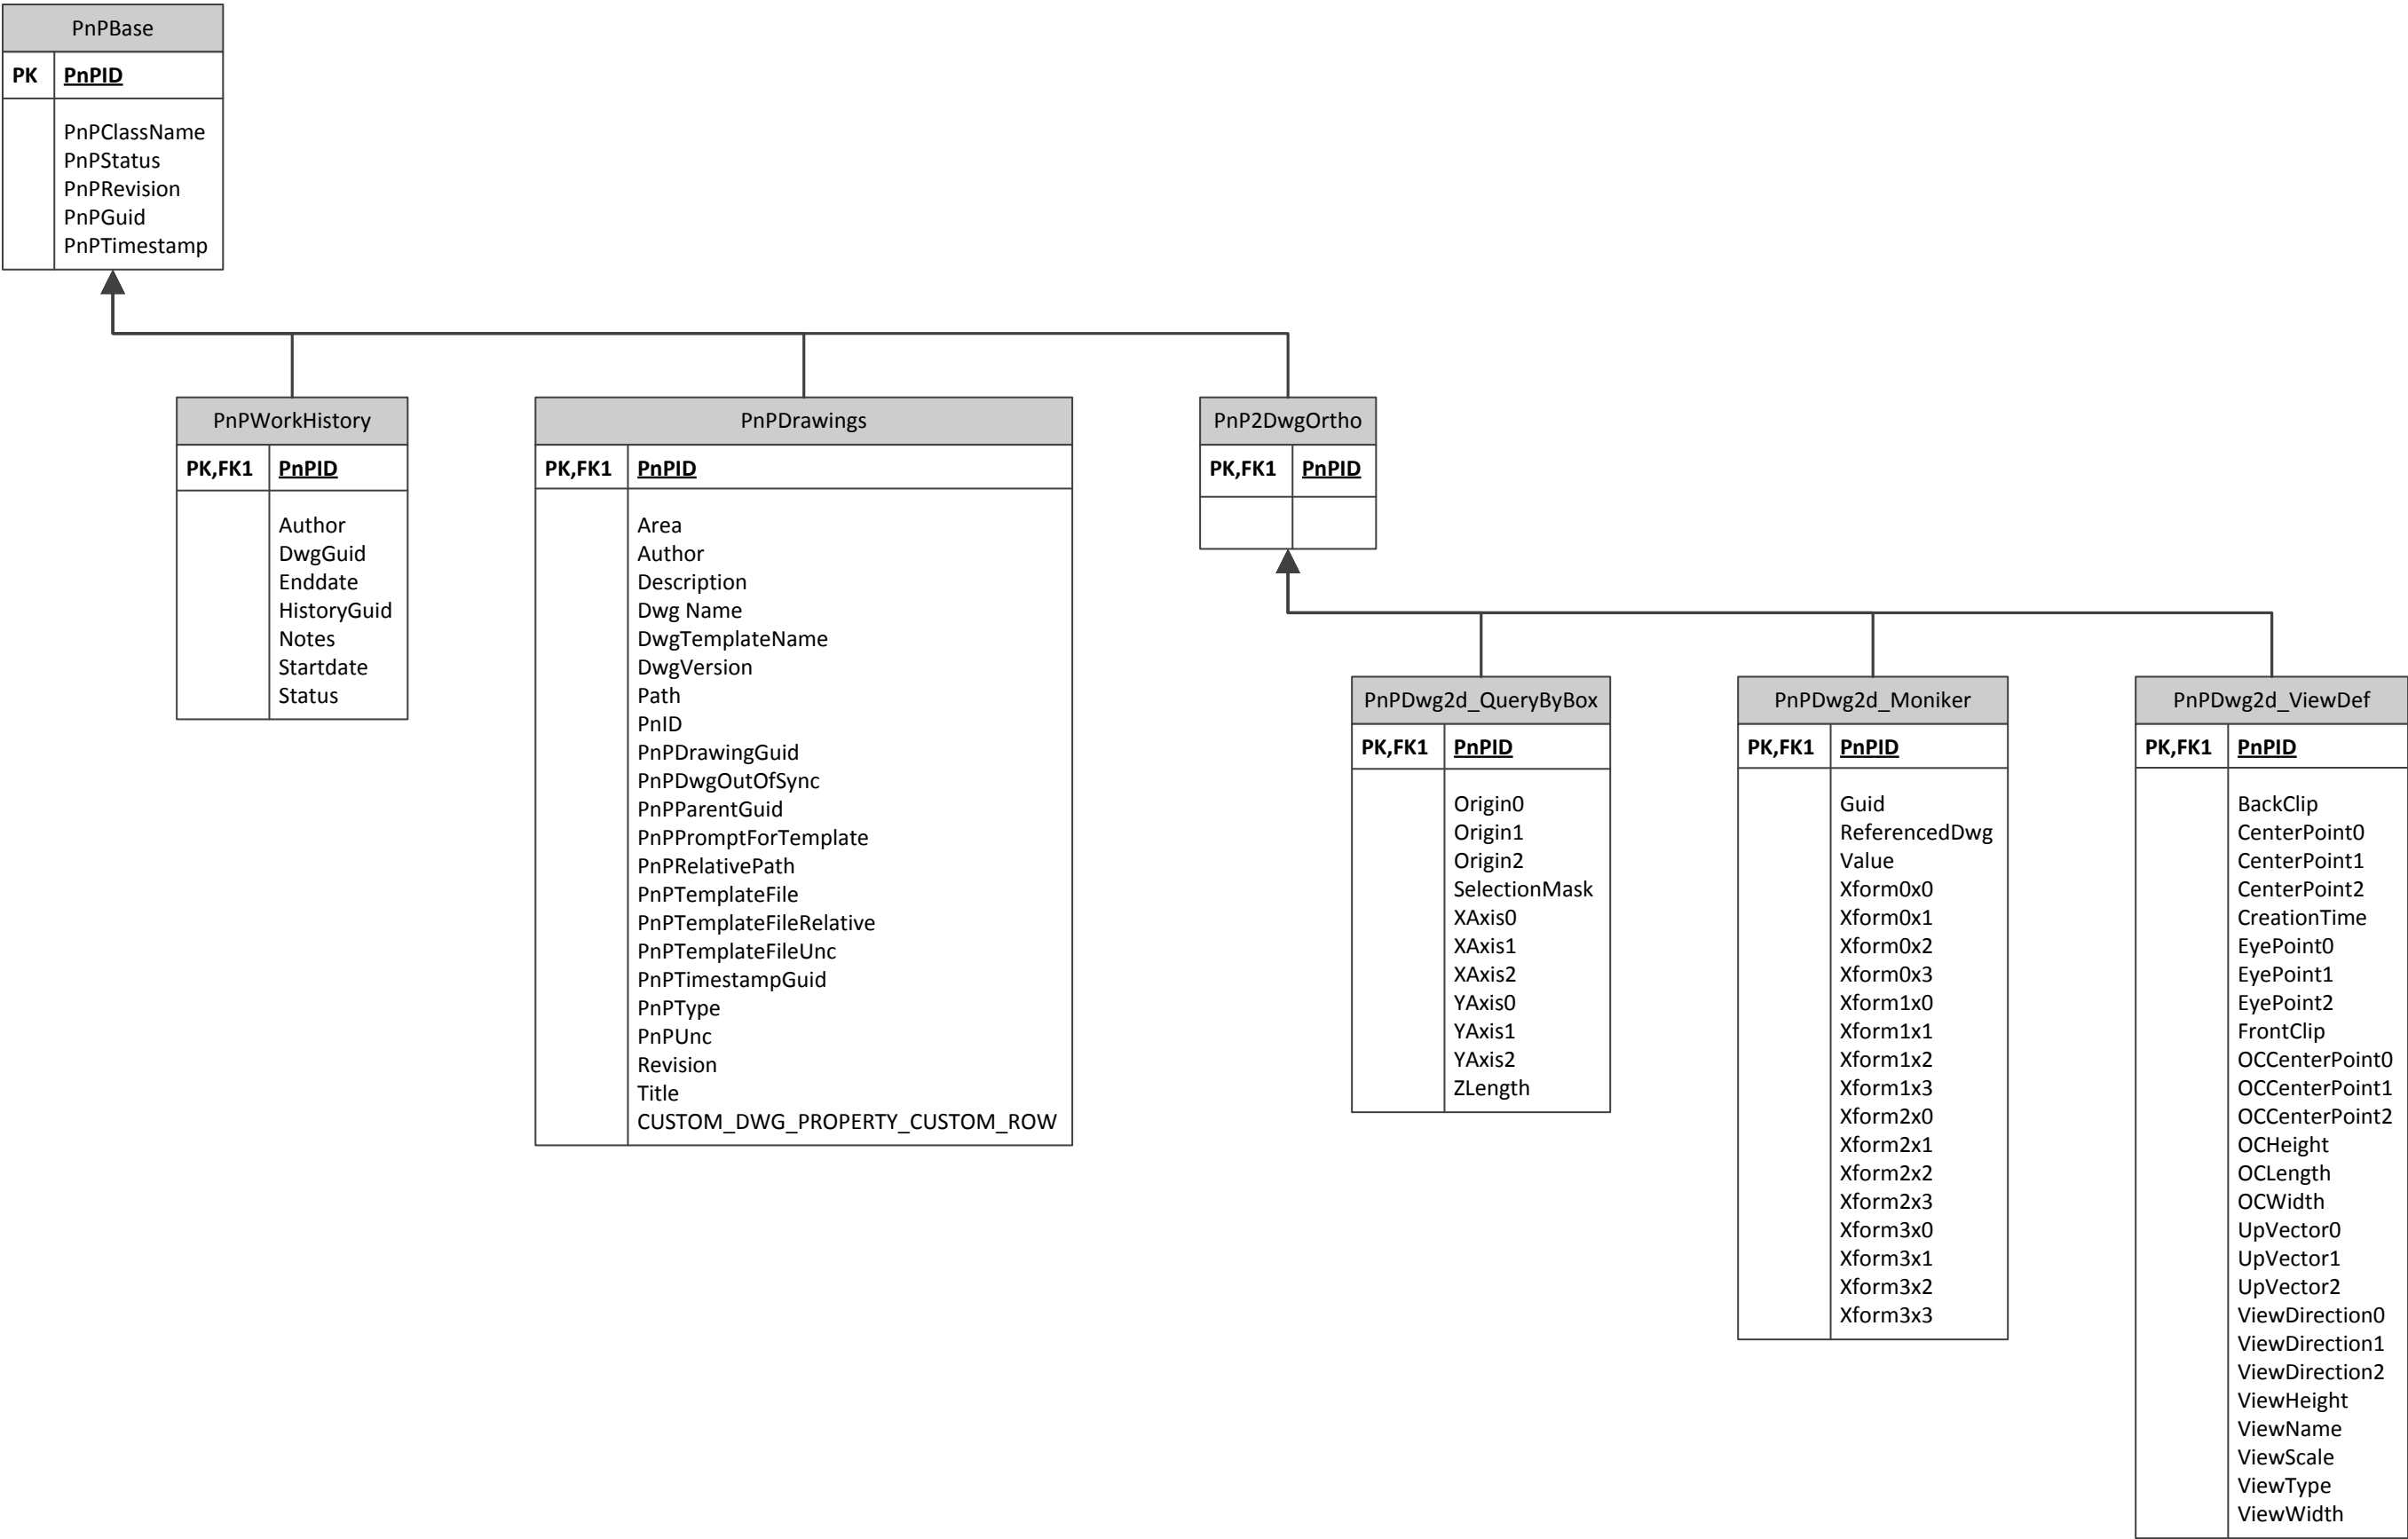 PnPBase
PK PnPID
PnPClassName
PnPStatus
PnPRevision
PnPGuid
PnPTimestamp
PnPWorkHistory
PK,FK1 PnPID
Author
DwgGuid
Enddate
HistoryGuid
Notes
Startdate
Status
PnPDrawings
PK,FK1 PnPID
Area
Author
Description
Dwg Name
DwgTemplateName
DwgVersion
Path
PnID
PnPDrawingGuid
PnPDwgOutOfSync
PnPParentGuid
PnPPromptForTemplate
PnPRelativePath
PnPTemplateFile
PnPTemplateFileRelative
PnPTemplateFileUnc
PnPTimestampGuid
PnPType
PnPUnc
Revision
Title
CUSTOM_DWG_PROPERTY_CUSTOM_ROW
PnP2DwgOrtho
PK,FK1 PnPID
PnPDwg2d_QueryByBox
PK,FK1 PnPID
Origin0
Origin1
Origin2
SelectionMask
XAxis0
XAxis1
XAxis2
YAxis0
YAxis1
YAxis2
ZLength
PnPDwg2d_Moniker
PK,FK1 PnPID
Guid
ReferencedDwg
Value
Xform0x0
Xform0x1
Xform0x2
Xform0x3
Xform1x0
Xform1x1
Xform1x2
Xform1x3
Xform2x0
Xform2x1
Xform2x2
Xform2x3
Xform3x0
Xform3x1
Xform3x2
Xform3x3
PnPDwg2d_ViewDef
PK,FK1 PnPID
BackClip
CenterPoint0
CenterPoint1
CenterPoint2
CreationTime
EyePoint0
EyePoint1
EyePoint2
FrontClip
OCCenterPoint0
OCCenterPoint1
OCCenterPoint2
OCHeight
OCLength
OCWidth
UpVector0
UpVector1
UpVector2
ViewDirection0
ViewDirection1
ViewDirection2
ViewHeight
ViewName
ViewScale
ViewType
ViewWidth